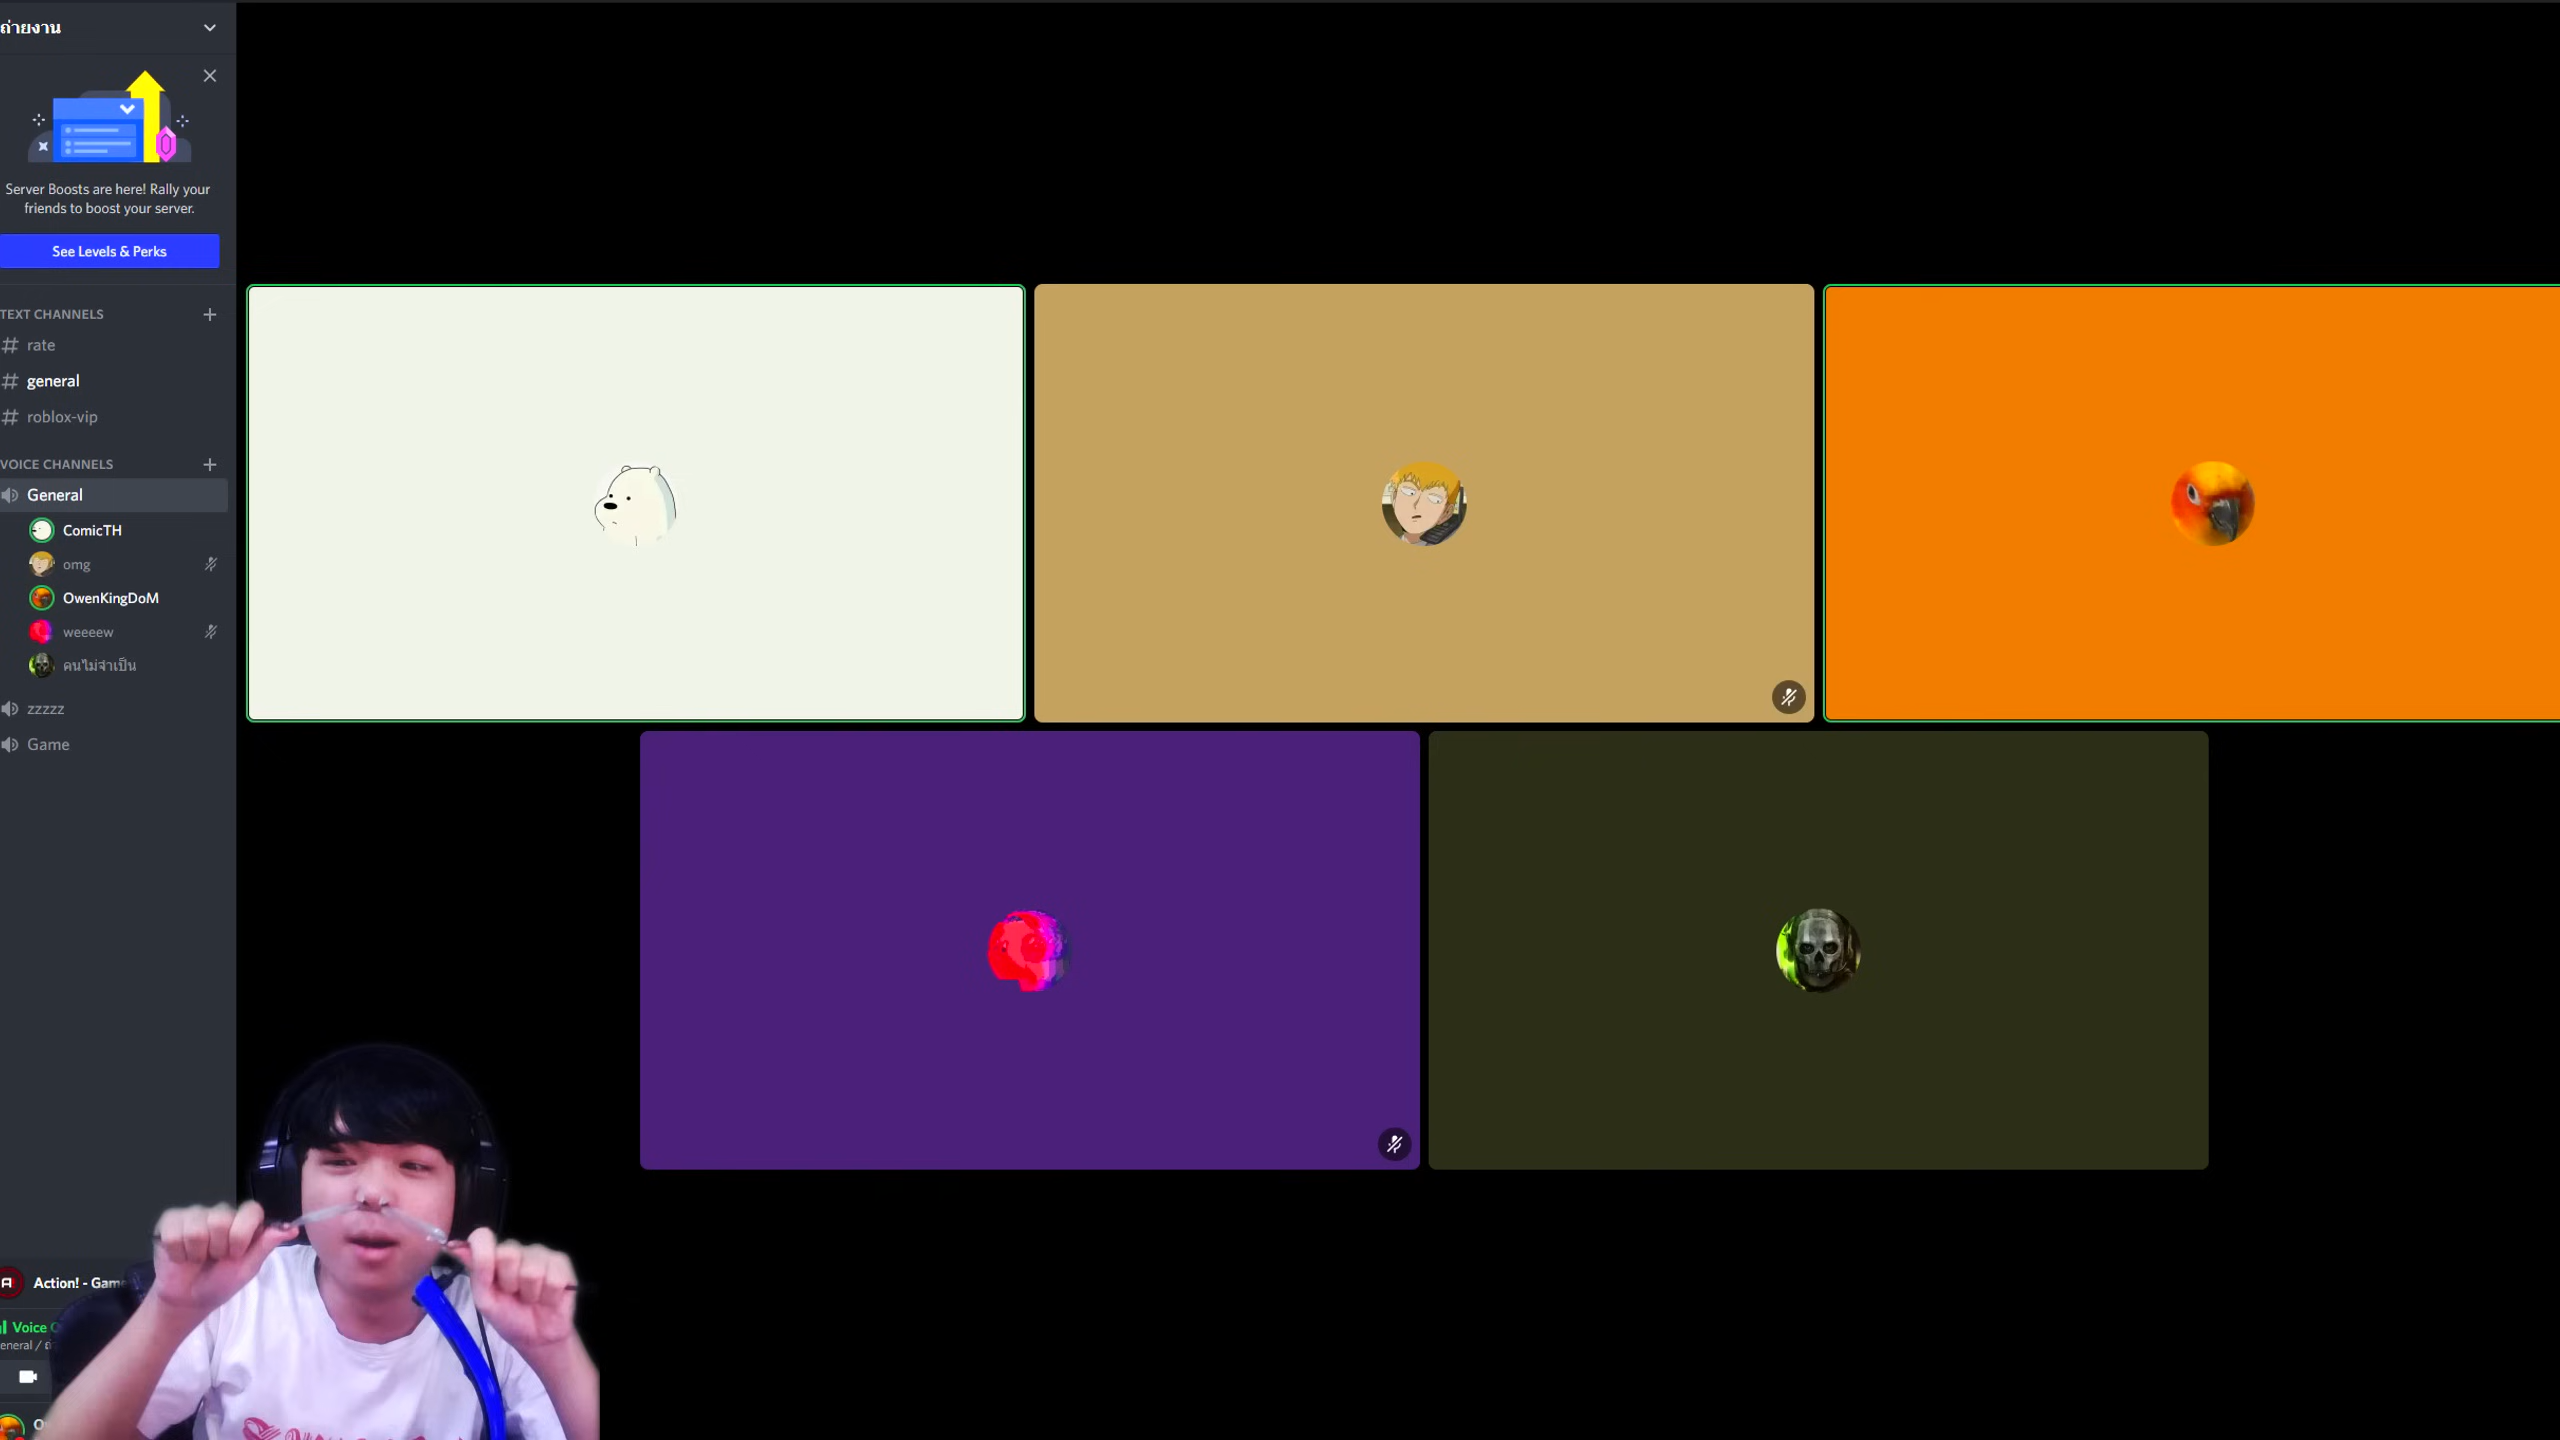 ถ่ายงาน
Server Boosts are here! Rally your
friends to boost your server.
See Levels & Perks
TEXT CHANNELS
rate
general
roblox-vip
VOICE CHANNELS
General
ComicTH
omg
OwenKingDoM
weeeew
คนไม่จำเป็น
zzzzz
Game
Action! - Game
Voice
eneral /